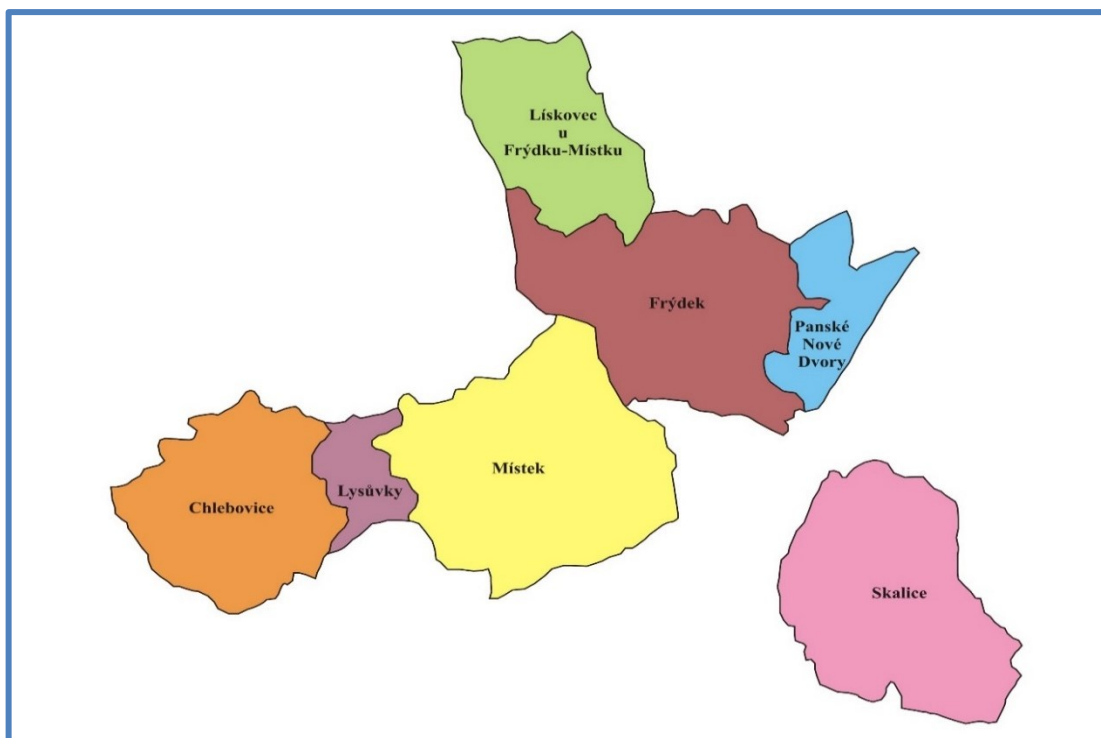 Lískovec
u
Frýdku-Místku
Frýdek
Panské
Nové
Dvory
Místek
Lysůvky
Chlebovice
Skalice